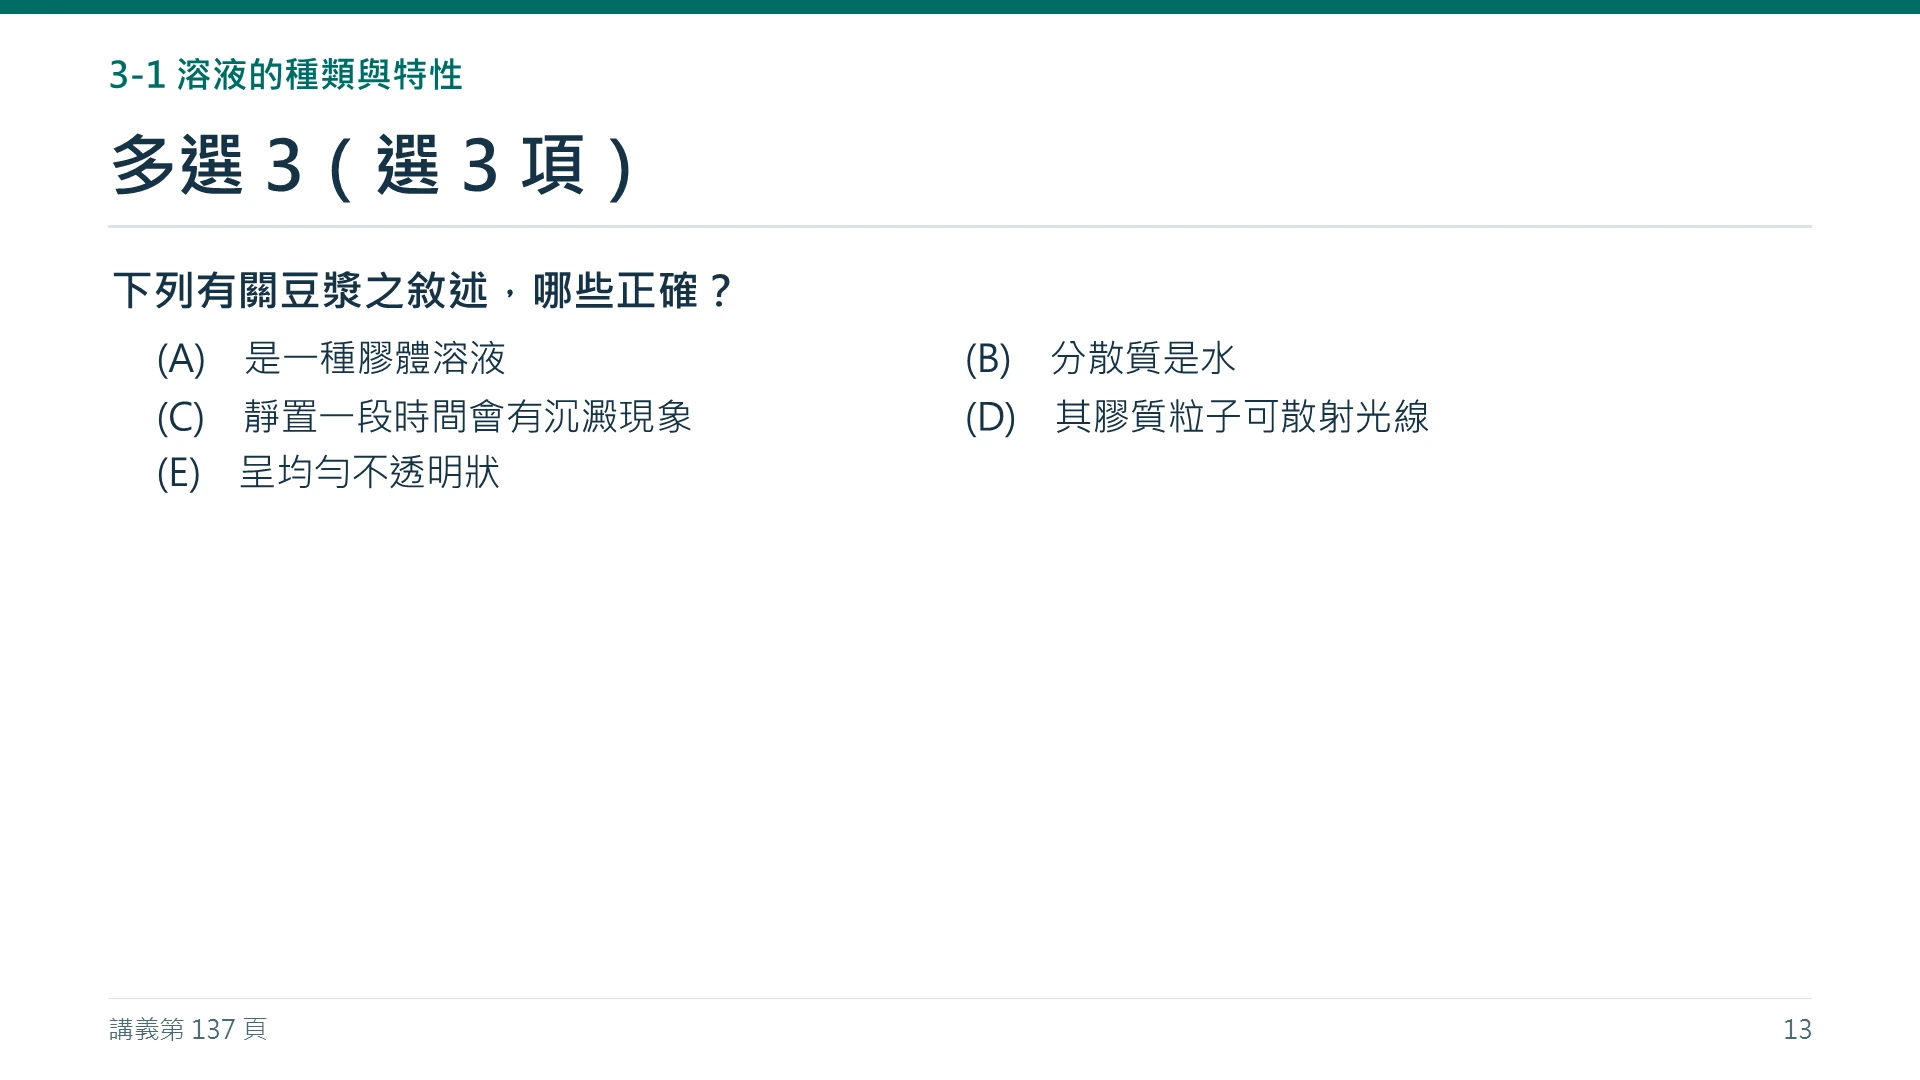 3-1 溶液的種類與特性
多選 3（選 3 項）
下列有關豆漿之敘述，哪些正確？
(A) 是一種膠體溶液 (B) 分散質是水
(C) 靜置一段時間會有沉澱現象 (D) 其膠質粒子可散射光線
(E) 呈均勻不透明狀
講義第 137 頁 13